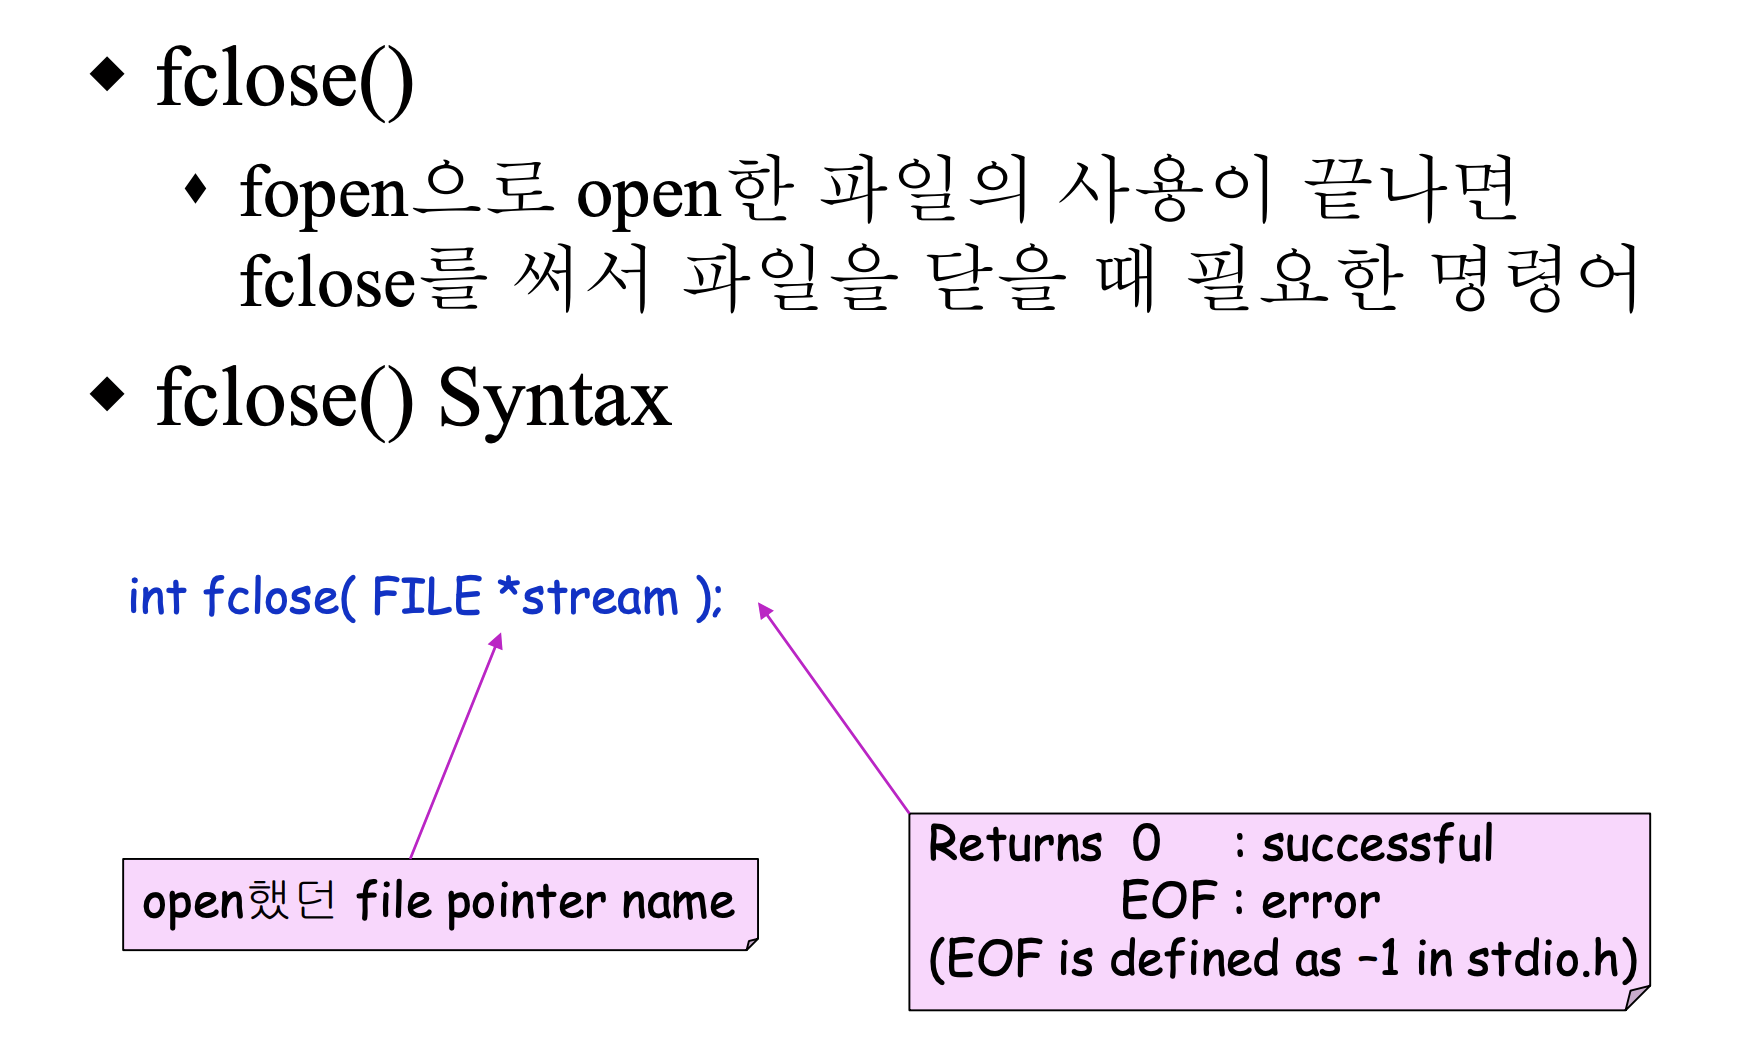 fclose()
fopen으로 open한 파일의 사용이 끝나면
fclose를 써서 파일을 닫을 때 필요한 명령어
fclose() Syntax
int fclose( FILE *stream );
open했던 file pointer name
Returns 0 : successful
EOF : error
(EOF is defined as -1 in stdio.h)